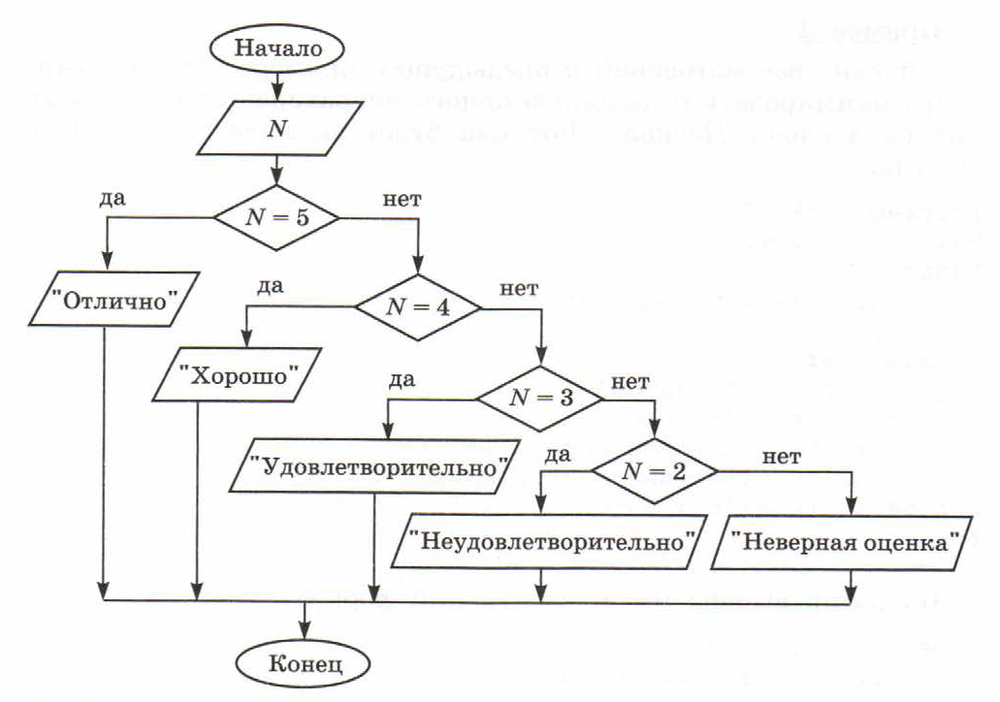 Начало
N
да
N = 5
нет
"Отлично"
да
N = 4
нет
"Хорошо"
да
N = 3
нет
"Удовлетворительно"
да
N = 2
нет
"Неудовлетворительно"
"Неверная оценка"
Конец